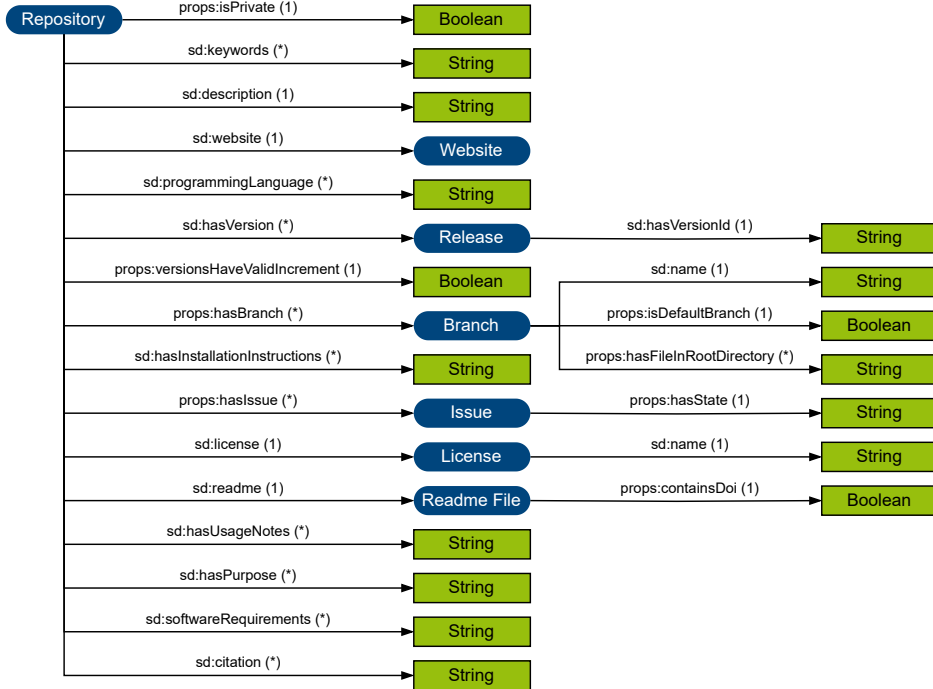 Repository
props:isPrivate (1)
Boolean
sd:keywords (*)
String
sd:description (1)
String
sd:website (1)
Website
sd:programmingLanguage (*)
String
sd:hasVersion (*)
Release
sd:hasVersionId (1)
String
props:versionsHaveValidIncrement (1)
Boolean
sd:name (1)
String
props:hasBranch (*)
Branch
props:isDefaultBranch (1)
Boolean
sd:hasInstallationInstructions (*)
String
props:hasFileInRootDirectory (*)
String
props:hasIssue (*)
Issue
props:hasState (1)
String
sd:license (1)
License
sd:name (1)
String
sd:readme (1)
Readme File
props:containsDoi (1)
Boolean
sd:hasUsageNotes (*)
String
sd:hasPurpose (*)
String
sd:softwareRequirements (*)
String
sd:citation (*)
String